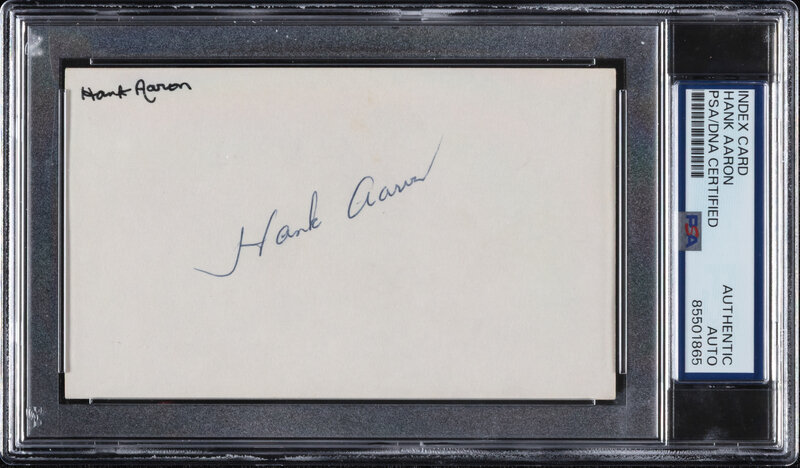 Hank Aaron
Hank Aaron
INDEX CARD
HANK AARON
PSA/DNA CERTIFIED
PSA
AUTHENTIC
AUTO
85501865